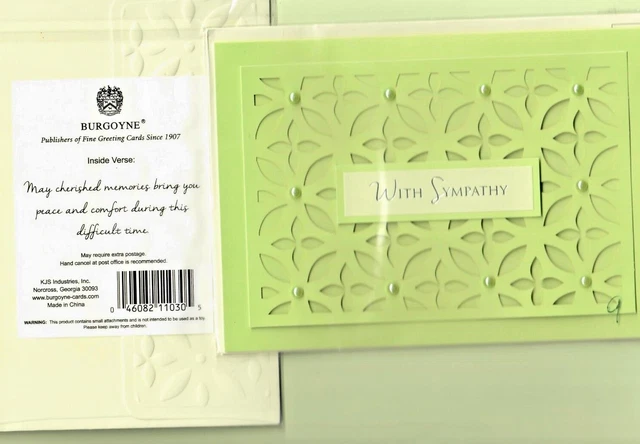 BURGOYNE®
Publishers of Fine Greeting Cards Since 1907
Inside Verse:
May cherished memories bring you
peace and comfort during this
difficult time.
May require extra postage.
Hand cancel at post office is recommended.
KJS Industries, Inc.
Norcross, Georgia 30093
www.burgoyne-cards.com
Made in China
0 46082 11030 5
WARNING: This product contains small attachments and is not intended to be used as a toy.
Please keep away from children.
WITH SYMPATHY
9